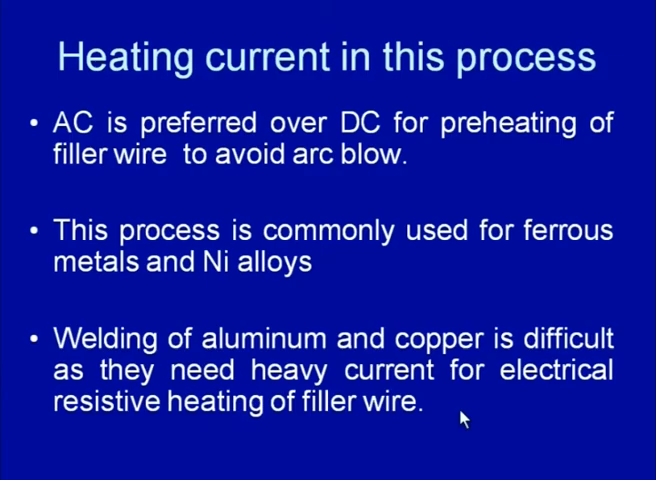 Heating current in this process
• AC is preferred over DC for preheating of
filler wire to avoid arc blow.
• This process is commonly used for ferrous
metals and Ni alloys
• Welding of aluminum and copper is difficult
as they need heavy current for electrical
resistive heating of filler wire.